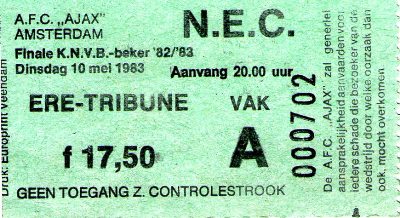 A.F.C. „AJAX"
AMSTERDAM
N.E.C.
Finale K.N.V.B.-beker '82/'83
Dinsdag 10 mei 1983
Aanvang 20.00 uur
ERE-TRIBUNE
VAK
f 17,50
A
GEEN TOEGANG Z. CONTROLESTROOK
000702
Druk: Europrint Veendam
De A.F.C. „AJAX" zal generlei
aansprakelijkheid aanvaarden voor
iedere schade die bezoeker van de
wedstrijd door welke oorzaak dan
ook, mocht overkomen